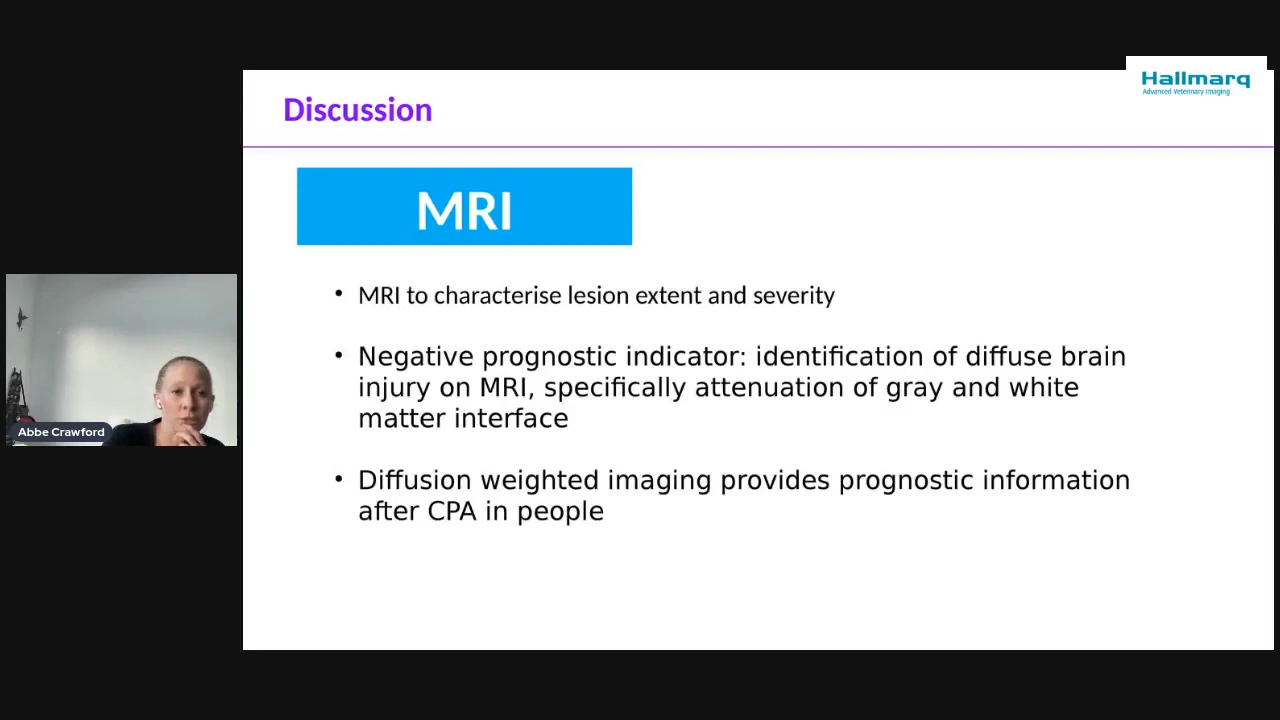 Hallmarq
Advanced Veterinary Imaging
Discussion
MRI
• MRI to characterise lesion extent and severity
• Negative prognostic indicator: identification of diffuse brain
injury on MRI, specifically attenuation of gray and white
matter interface
• Diffusion weighted imaging provides prognostic information
after CPA in people
Abbe Crawford